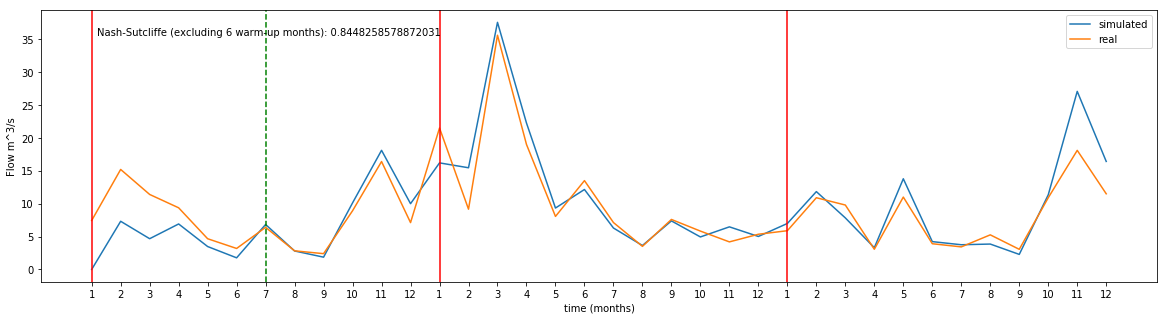 Nash-Sutcliffe (excluding 6 warm-up months): 0.8448258578872031
simulated
real
Flow m^3/s
35
30
25
20
15
10
5
0
1 2 3 4 5 6 7 8 9 10 11 12 1 2 3 4 5 6 7 8 9 10 11 12 1 2 3 4 5 6 7 8 9 10 11 12
time (months)